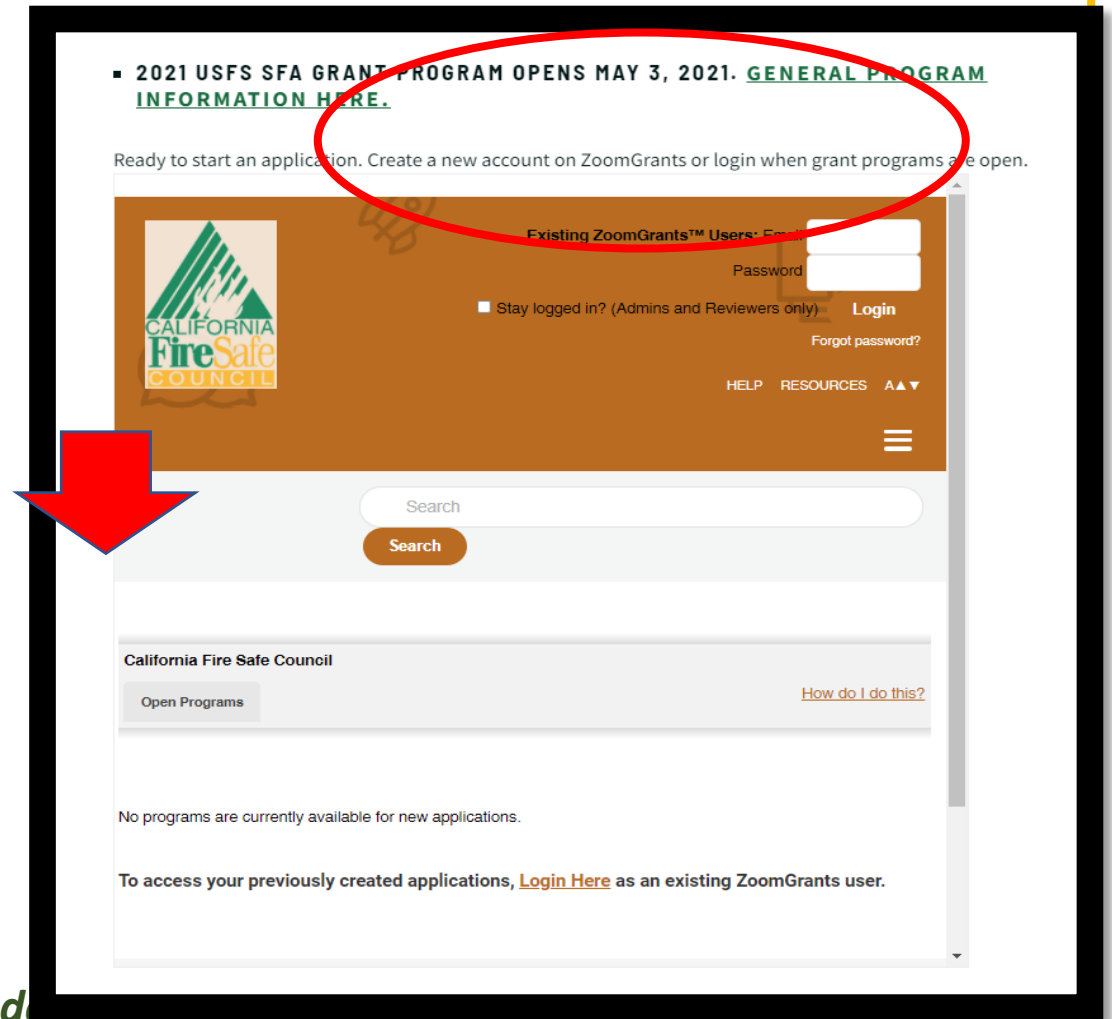 2021 USFS SFA GRANT PROGRAM OPENS MAY 3, 2021. GENERAL PROGRAM
INFORMATION HERE.
Ready to start an application. Create a new account on ZoomGrants or login when grant programs are open.
CALIFORNIA
FireSafe
COUNCIL
Existing ZoomGrants™ Users: Email
Password
Stay logged in? (Admins and Reviewers only)
Login
Forgot password?
HELP RESOURCES A▲▼
Search
Search
California Fire Safe Council
Open Programs
How do I do this?
No programs are currently available for new applications.
To access your previously created applications, Login Here as an existing ZoomGrants user.